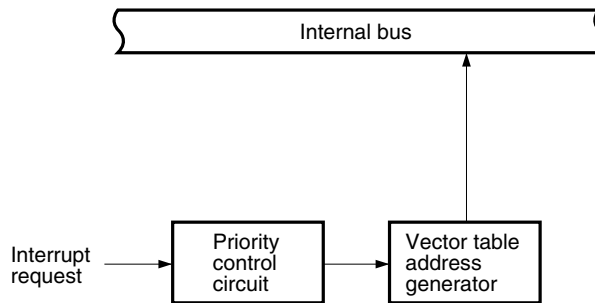 Internal bus
Interrupt
request
Priority
control
circuit
Vector table
address
generator